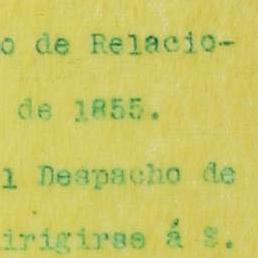 o de Relacio-
de 1855.
l Despacho de
irigirse á S.